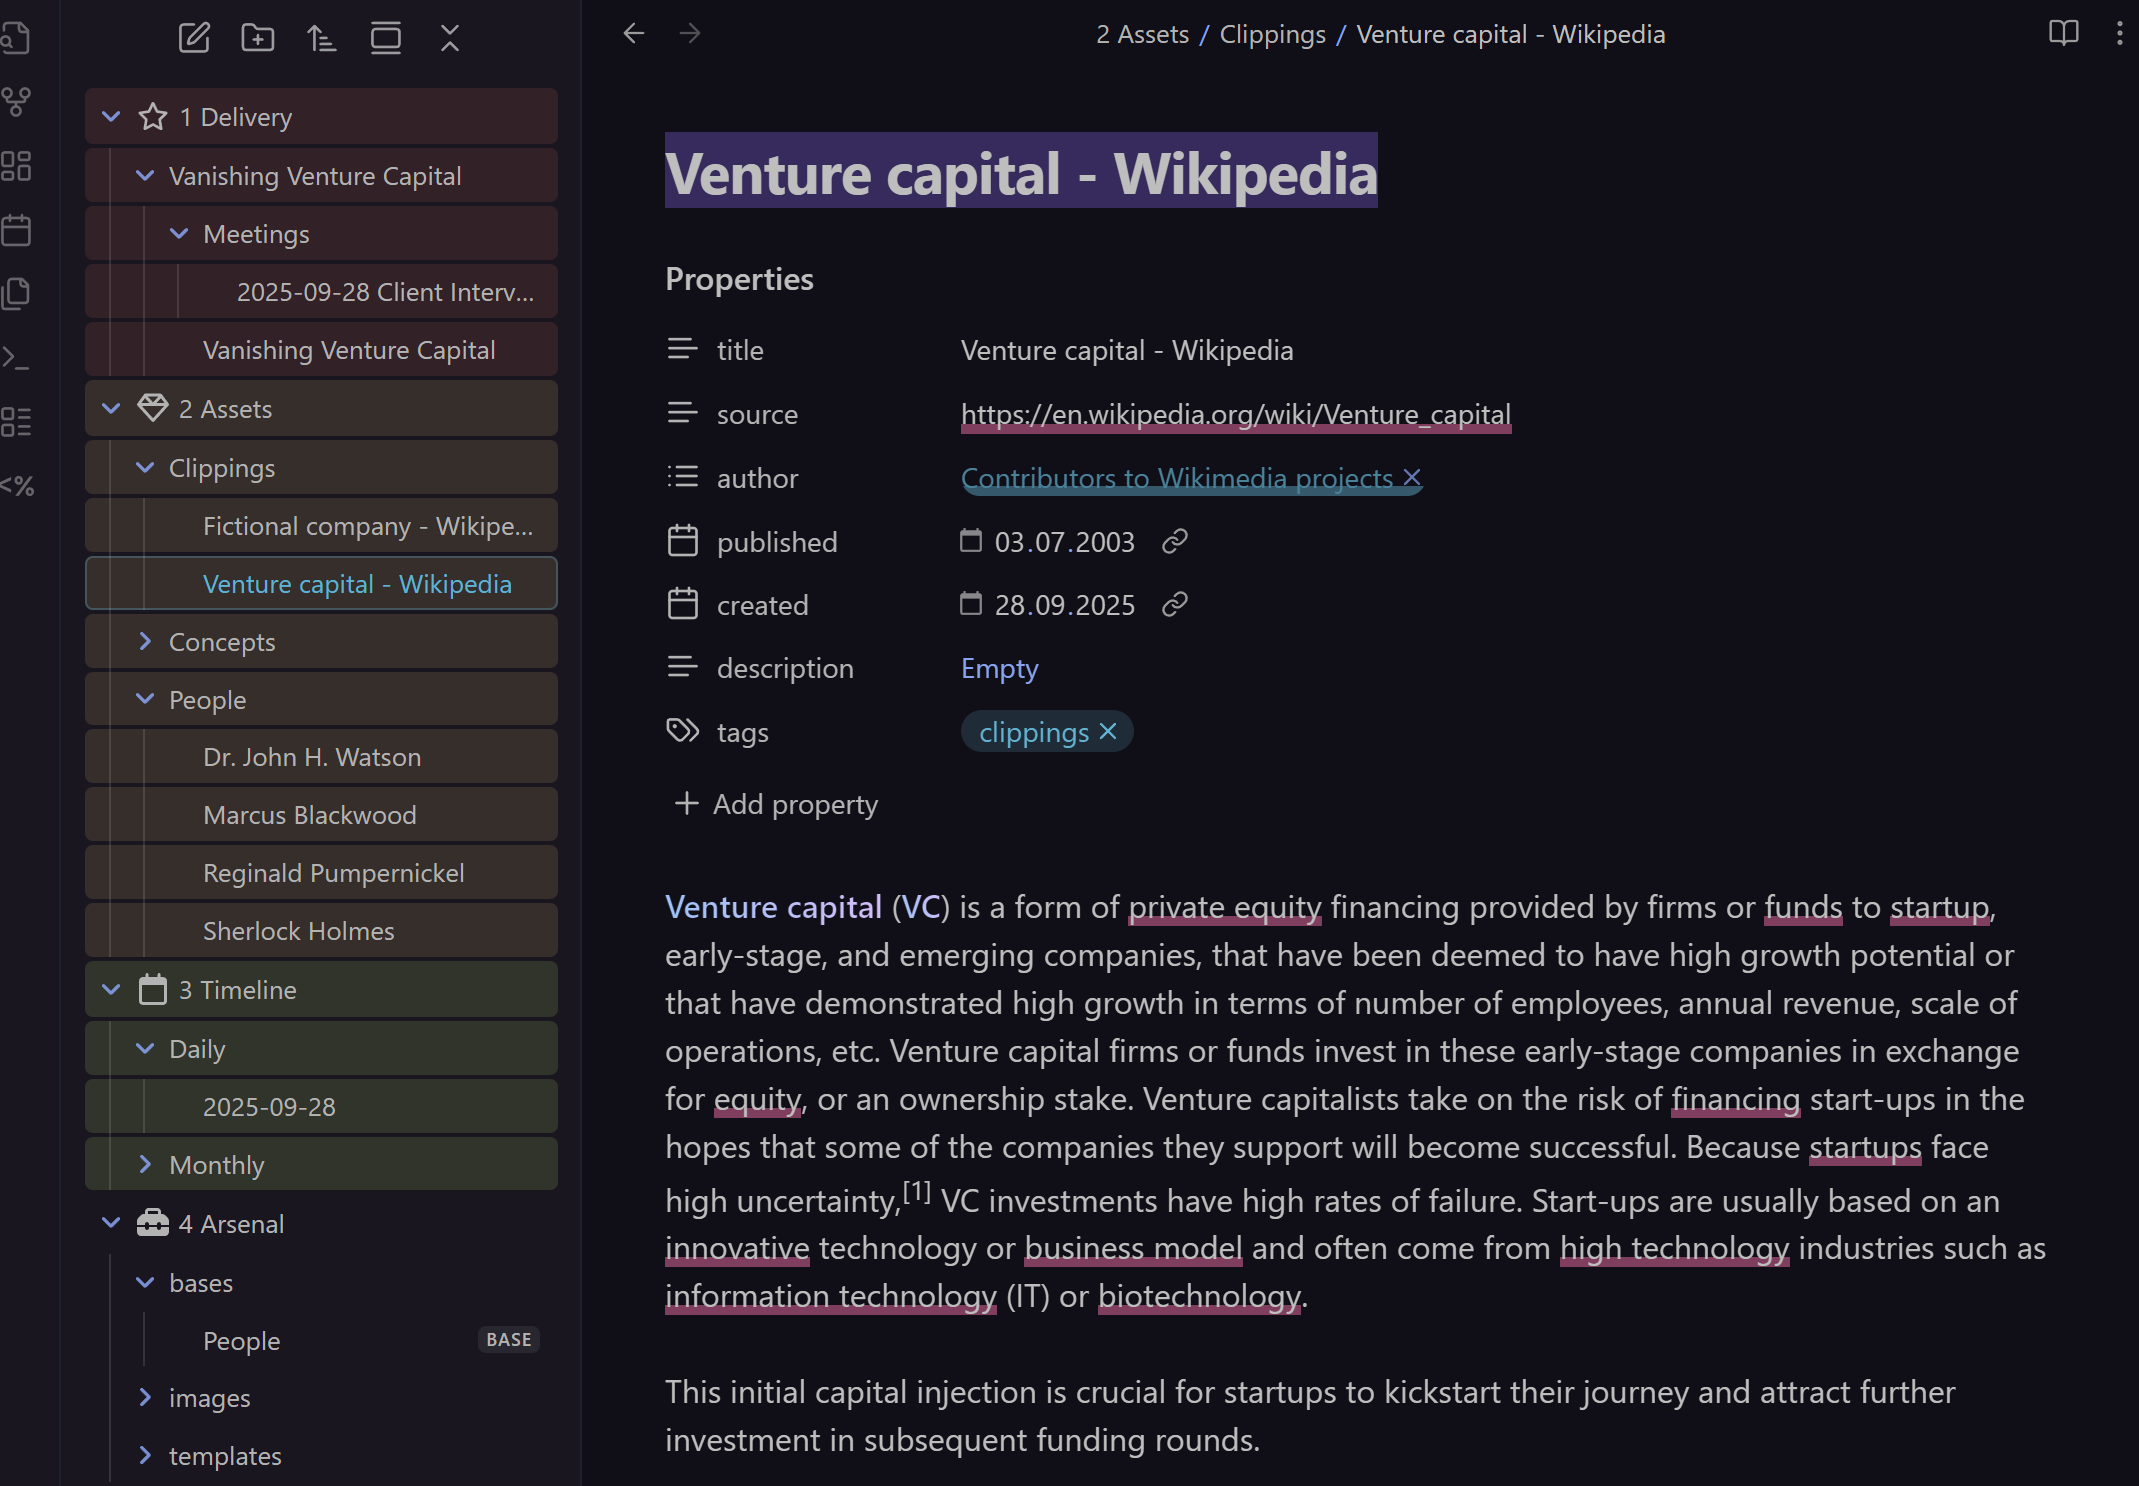 <%
1 Delivery
Vanishing Venture Capital
Meetings
2025-09-28 Client Interv...
Vanishing Venture Capital
2 Assets
Clippings
Fictional company - Wikipe...
Venture capital - Wikipedia
Concepts
People
Dr. John H. Watson
Marcus Blackwood
Reginald Pumpernickel
Sherlock Holmes
3 Timeline
Daily
2025-09-28
Monthly
4 Arsenal
bases
People BASE
images
templates
2 Assets / Clippings / Venture capital - Wikipedia
Venture capital - Wikipedia
Properties
title Venture capital - Wikipedia
source https://en.wikipedia.org/wiki/Venture_capital
author Contributors to Wikimedia projects
published 03.07.2003
created 28.09.2025
description Empty
tags clippings
Add property
Venture capital (VC) is a form of private equity financing provided by firms or funds to startup,
early-stage, and emerging companies, that have been deemed to have high growth potential or
that have demonstrated high growth in terms of number of employees, annual revenue, scale of
operations, etc. Venture capital firms or funds invest in these early-stage companies in exchange
for equity, or an ownership stake. Venture capitalists take on the risk of financing start-ups in the
hopes that some of the companies they support will become successful. Because startups face
high uncertainty,[1] VC investments have high rates of failure. Start-ups are usually based on an
innovative technology or business model and often come from high technology industries such as
information technology (IT) or biotechnology.
This initial capital injection is crucial for startups to kickstart their journey and attract further
investment in subsequent funding rounds.